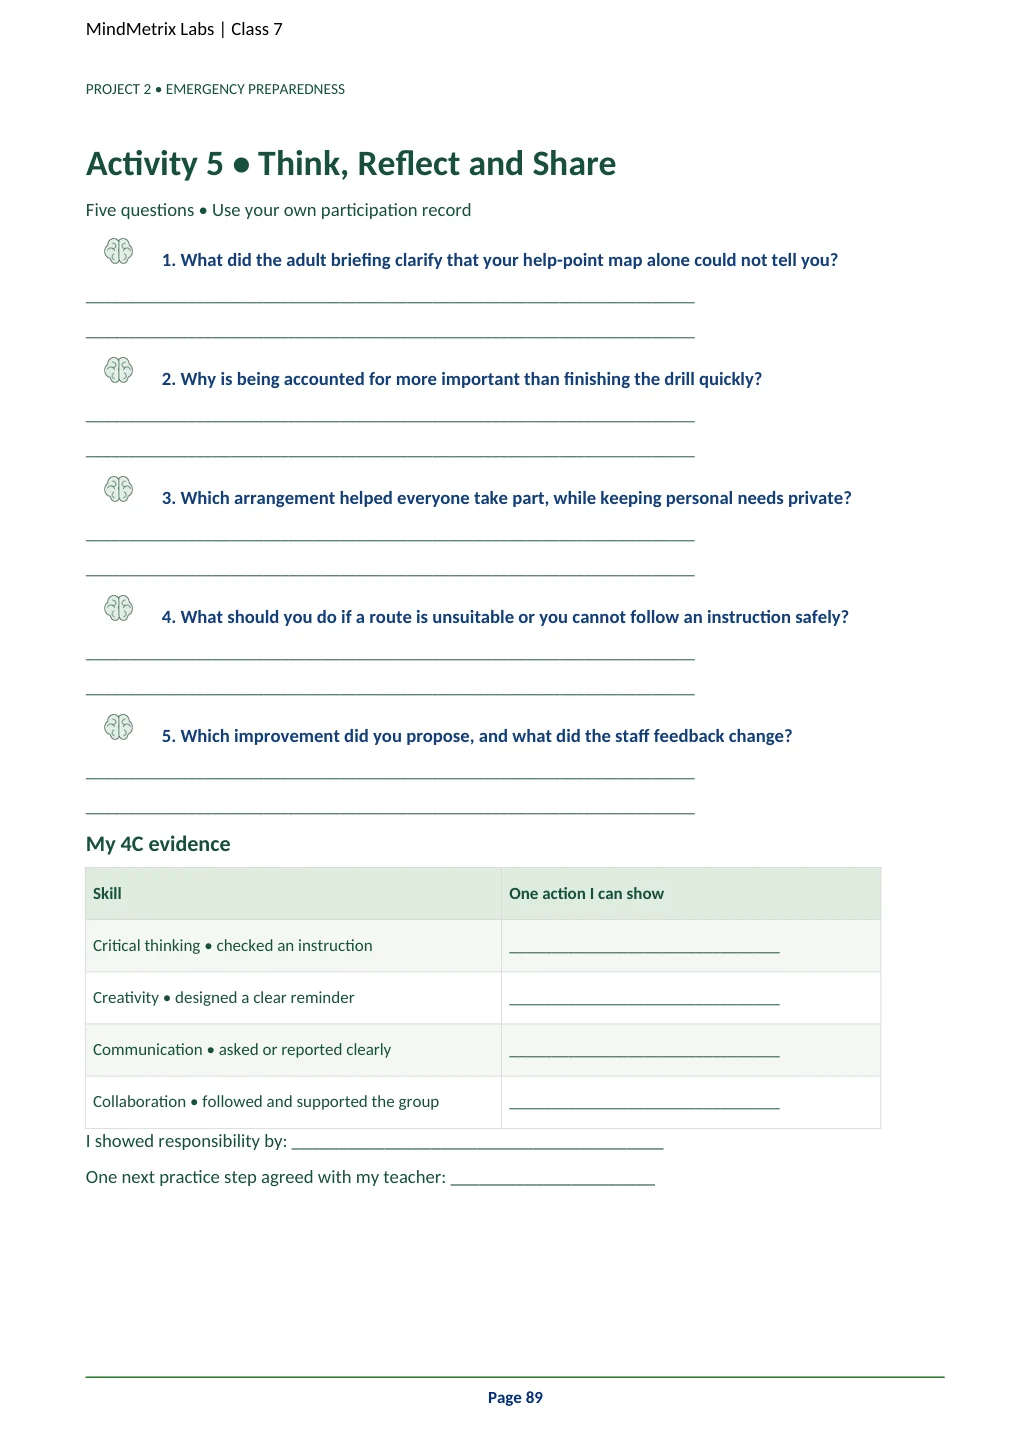 MindMetrix Labs | Class 7
PROJECT 2 • EMERGENCY PREPAREDNESS
Activity 5 • Think, Reflect and Share
Five questions • Use your own participation record
1. What did the adult briefing clarify that your help-point map alone could not tell you?
2. Why is being accounted for more important than finishing the drill quickly?
3. Which arrangement helped everyone take part, while keeping personal needs private?
4. What should you do if a route is unsuitable or you cannot follow an instruction safely?
5. Which improvement did you propose, and what did the staff feedback change?
My 4C evidence
Skill One action I can show
Critical thinking • checked an instruction
Creativity • designed a clear reminder
Communication • asked or reported clearly
Collaboration • followed and supported the group
I showed responsibility by:
One next practice step agreed with my teacher:
Page 89